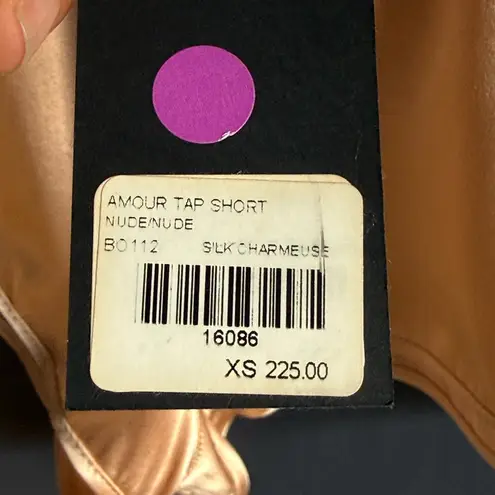 AMOUR TAP SHORT
NUDE/NUDE
BO112 SILK CHARMEUSE
16086
XS 225.00